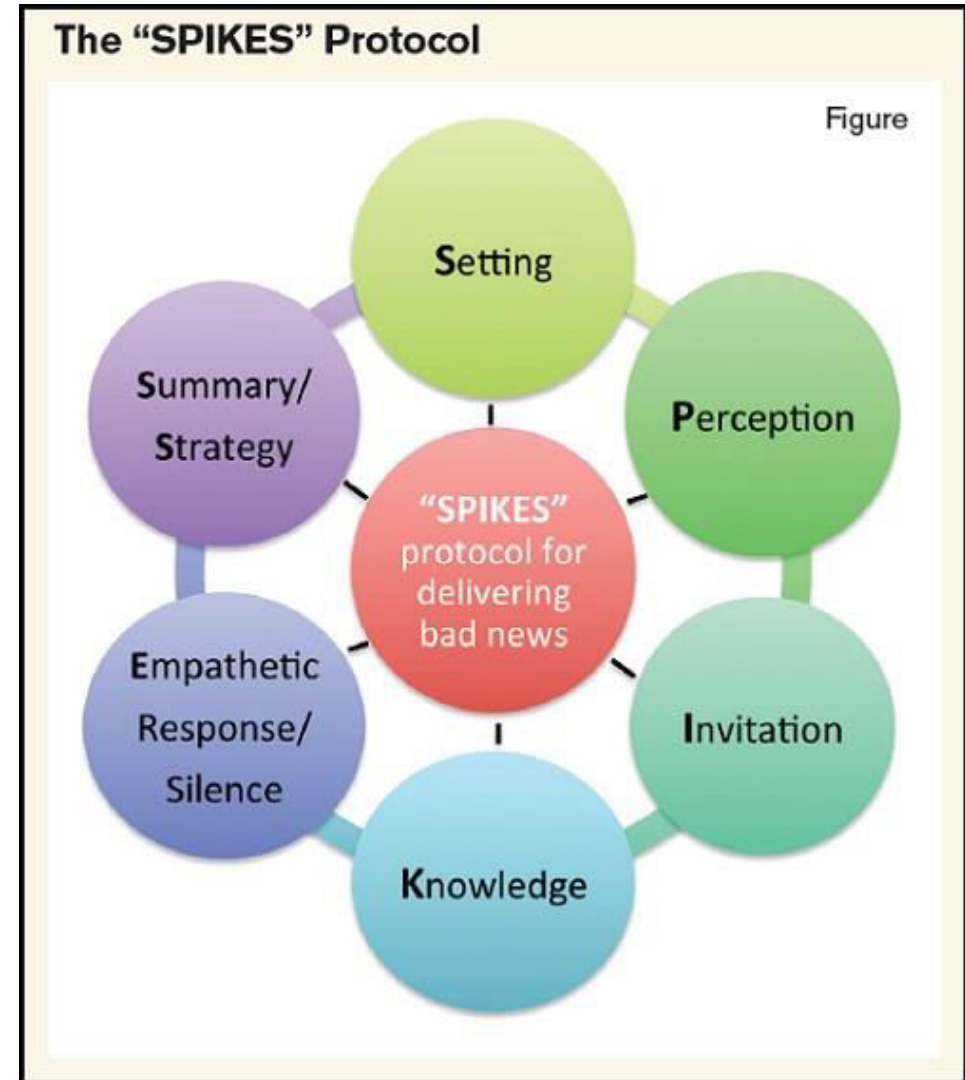 The “SPIKES” Protocol
Figure
Setting
Perception
Invitation
Knowledge
Empathetic
Response/
Silence
Summary/
Strategy
“SPIKES”
protocol for
delivering
bad news